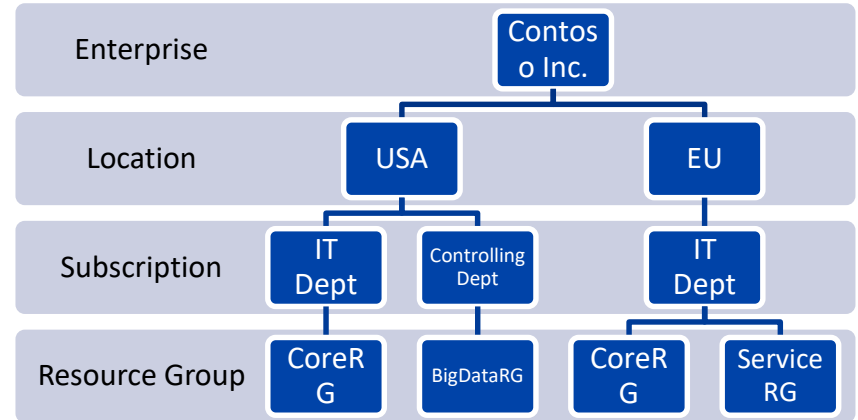 Enterprise
Contos
o Inc.
Location
USA
EU
Subscription
IT
Dept
Controlling
Dept
IT
Dept
Resource Group
CoreR
G
BigDataRG
CoreR
G
Service
RG